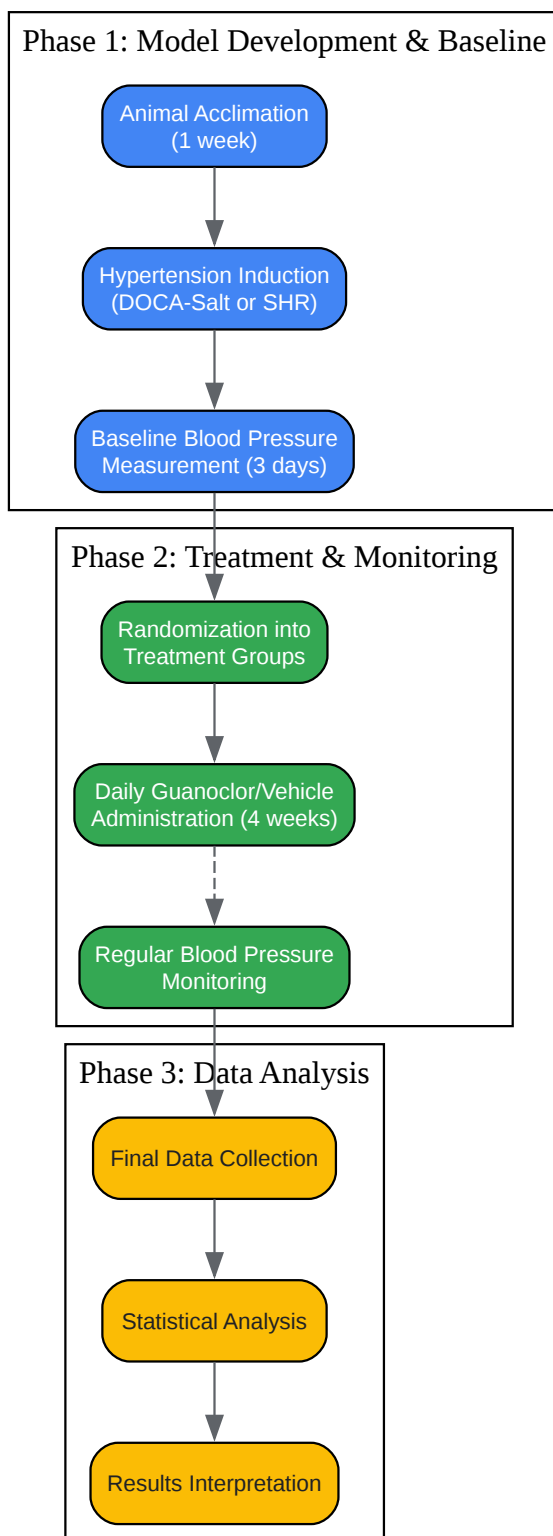 Phase 1: Model Development & Baseline
Animal Acclimation
(1 week)
Hypertension Induction
(DOCA-Salt or SHR)
Baseline Blood Pressure
Measurement (3 days)
Phase 2: Treatment & Monitoring
Randomization into
Treatment Groups
Daily Guanoclor/Vehicle
Administration (4 weeks)
Regular Blood Pressure
Monitoring
Phase 3: Data Analysis
Final Data Collection
Statistical Analysis
Results Interpretation